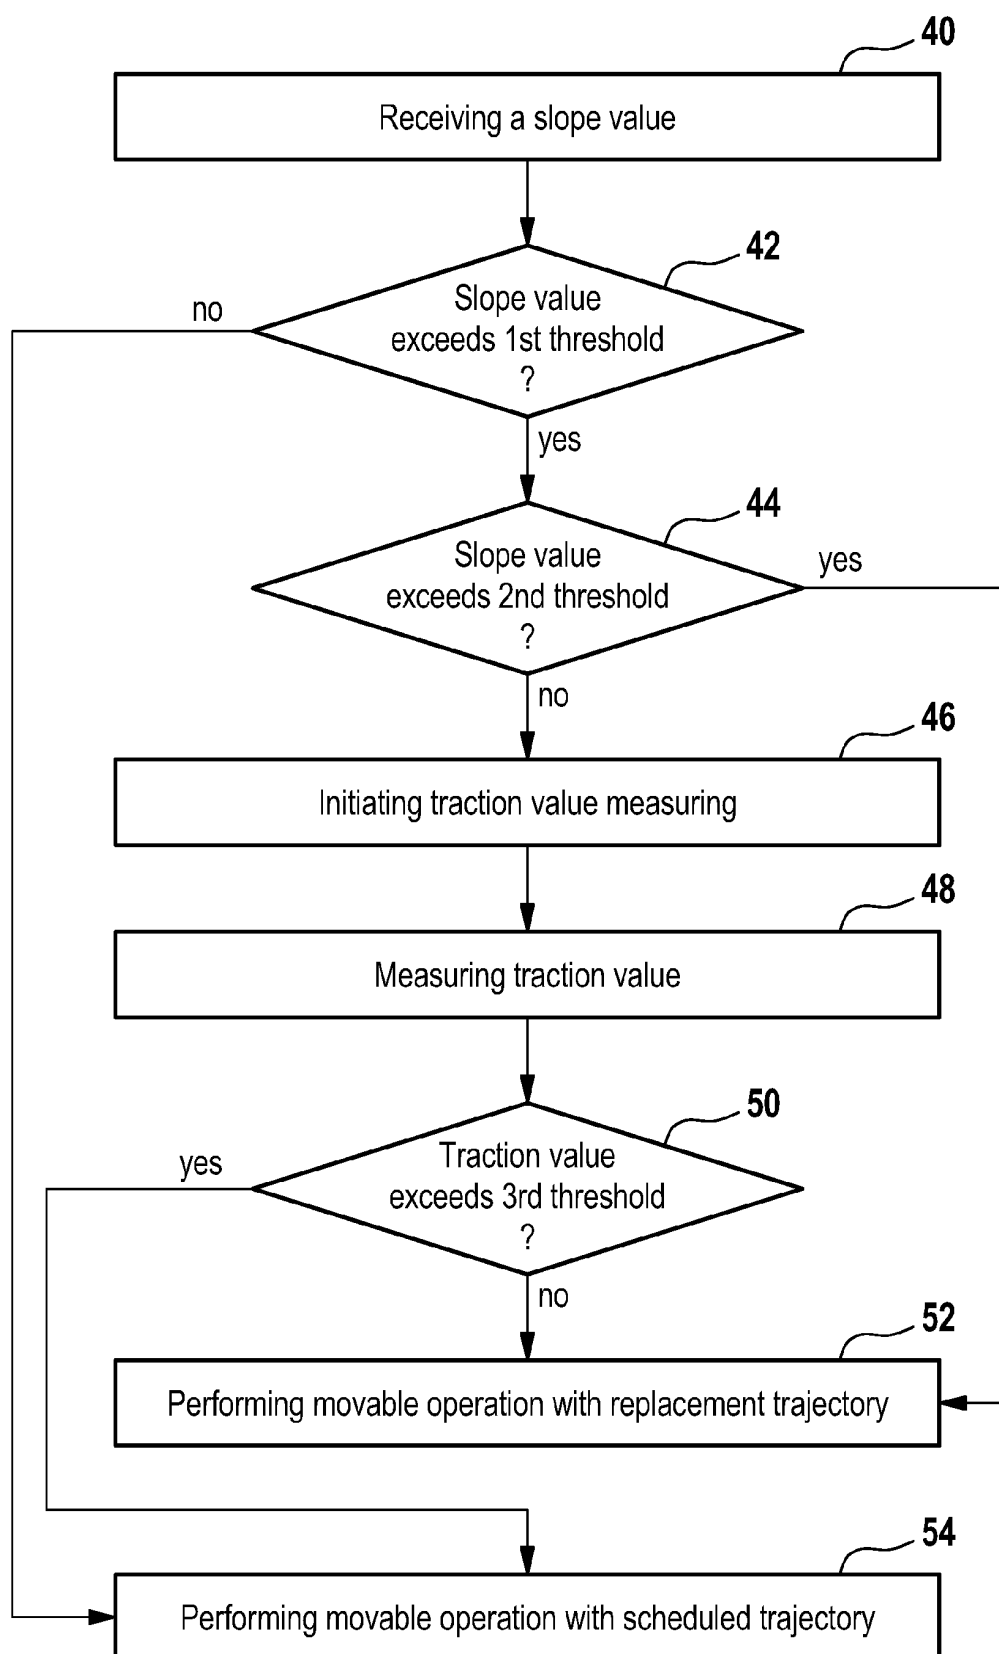 40
Receiving a slope value
42
no
Slope value
exceeds 1st threshold
?
yes
44
Slope value
exceeds 2nd threshold
?
yes
no
46
Initiating traction value measuring
48
Measuring traction value
50
yes
Traction value
exceeds 3rd threshold
?
no
52
Performing movable operation with replacement trajectory
54
Performing movable operation with scheduled trajectory